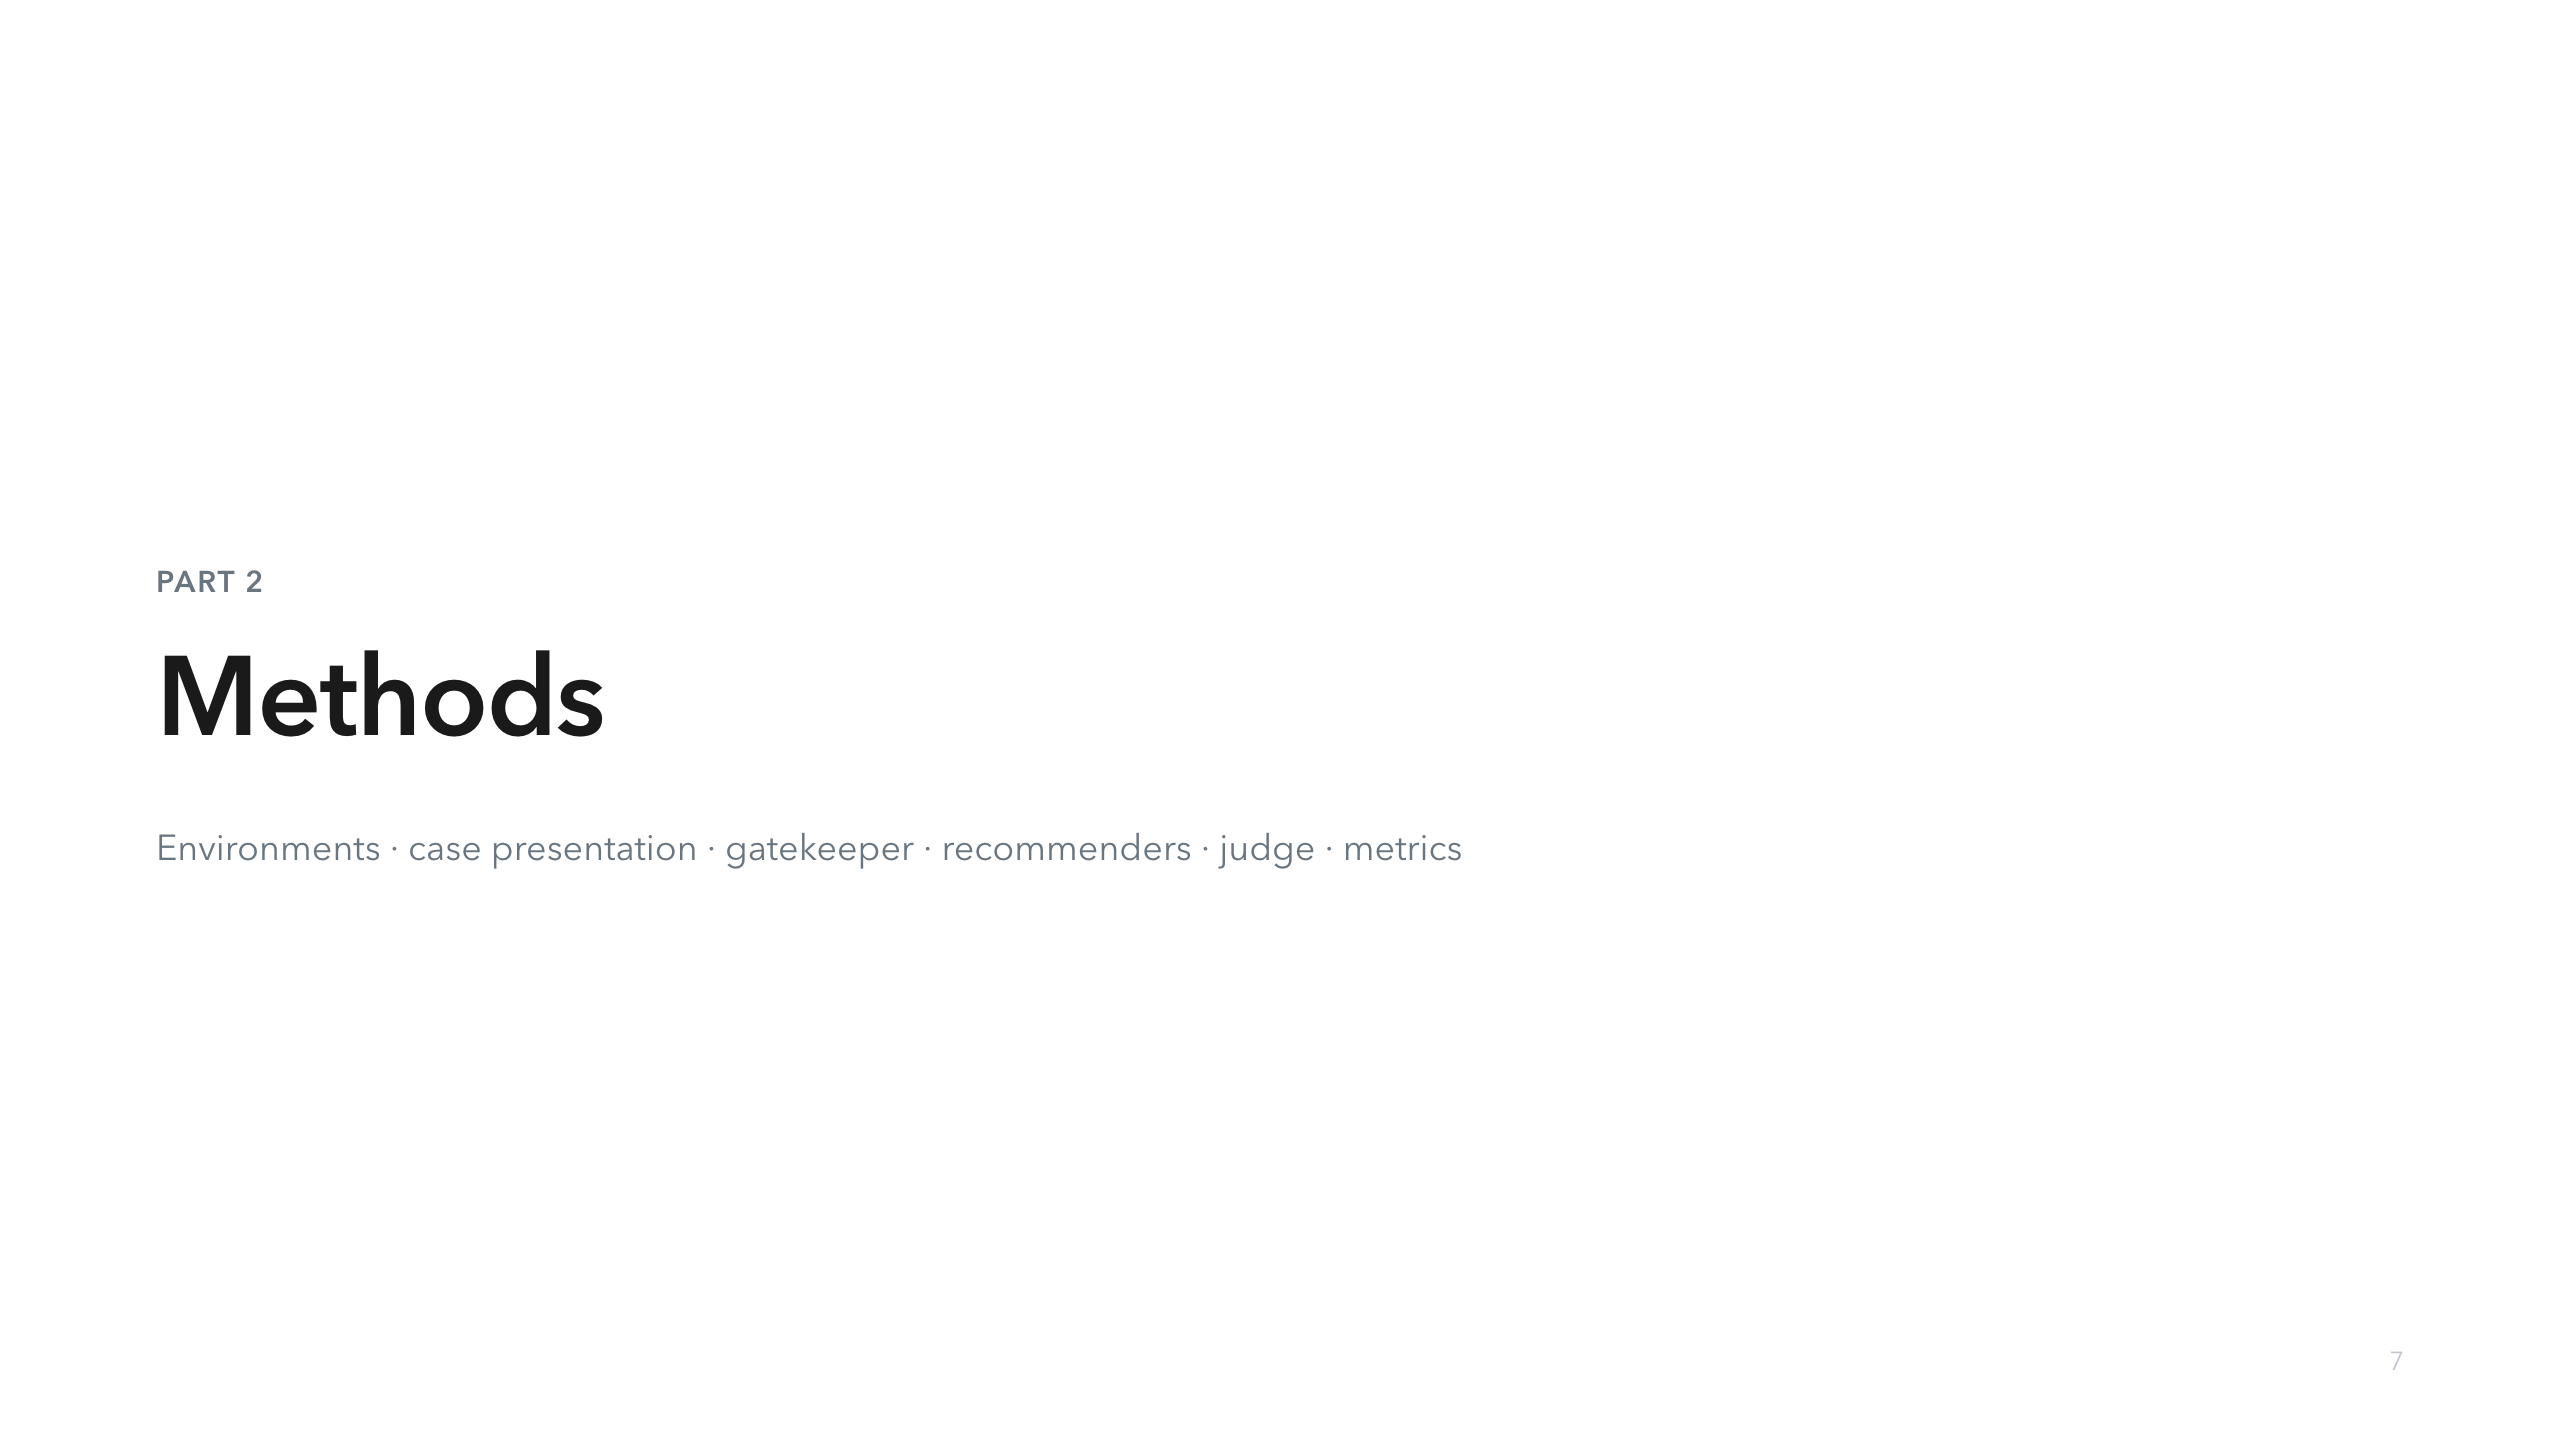 PART 2
Methods
Environments · case presentation · gatekeeper · recommenders · judge · metrics
7